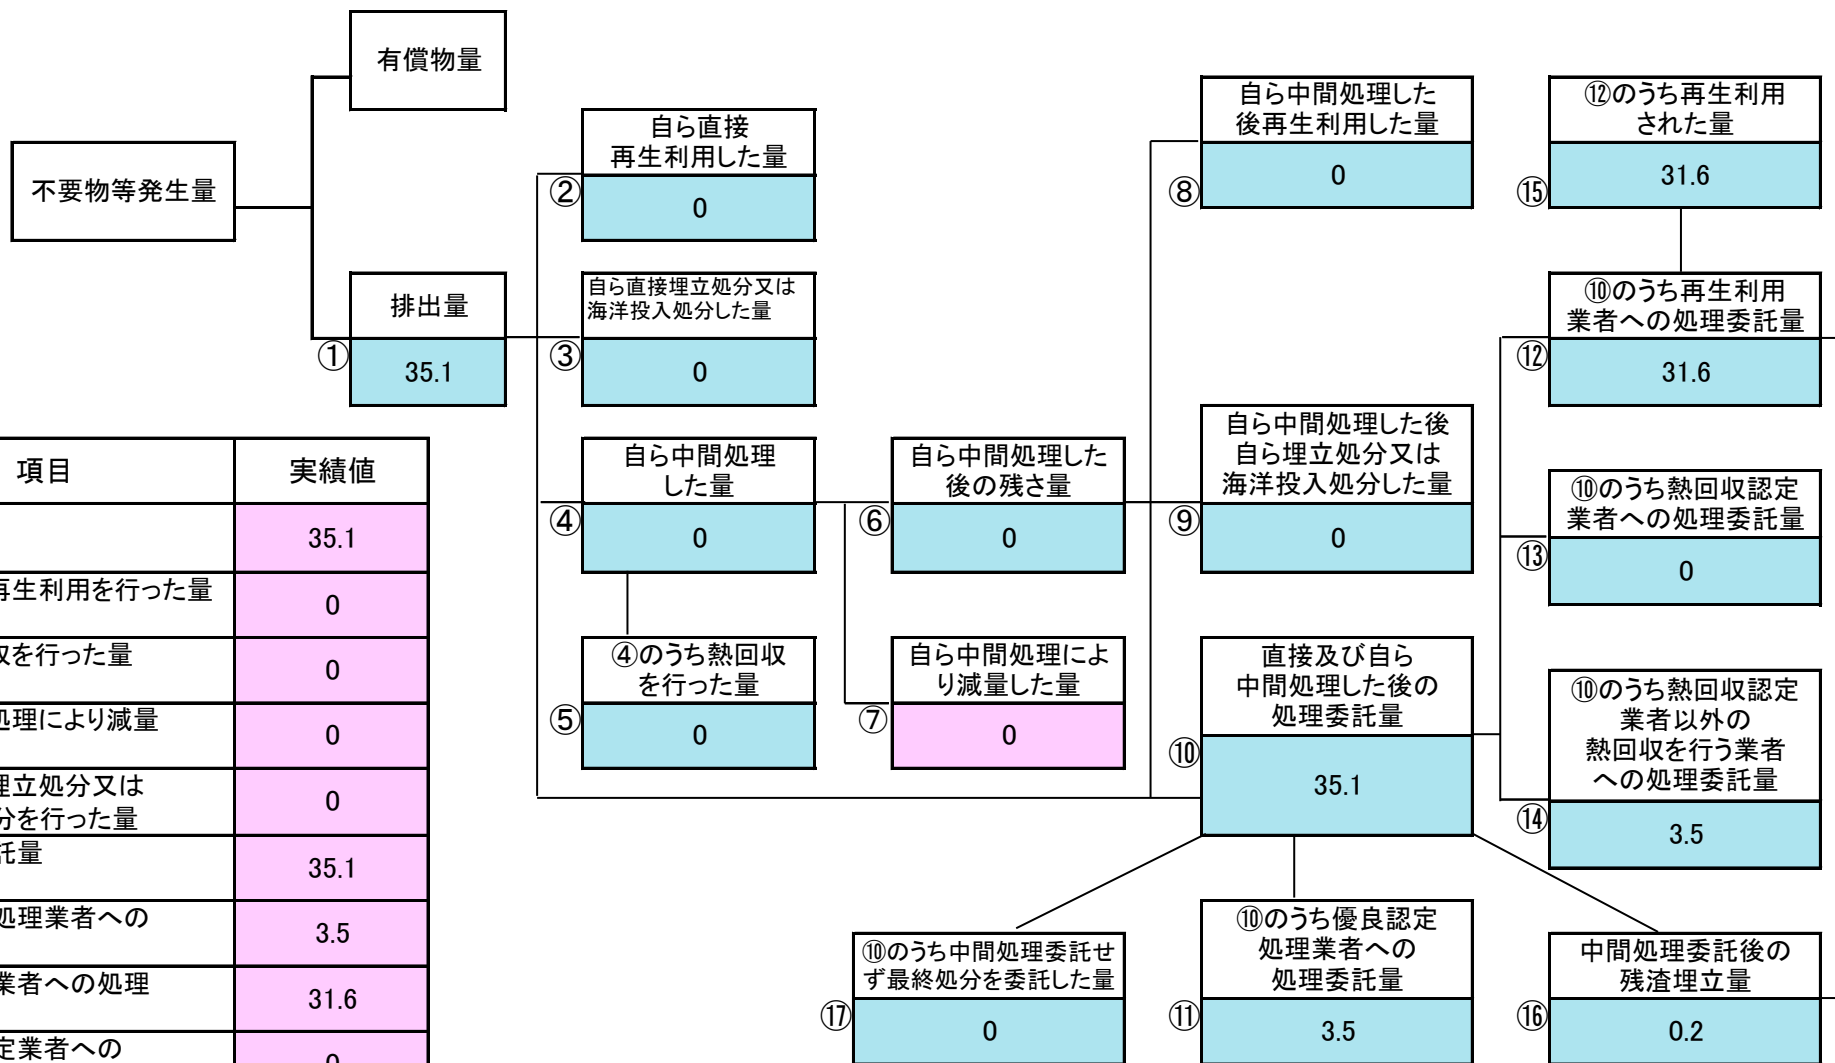 有償物量
不要物等発生量
排出量
①
35.1
自ら直接
再生利用した量
②
0
自ら直接埋立処分又は
海洋投入処分した量
③
0
自ら中間処理
した量
④
0
④のうち熱回収
を行った量
⑤
0
自ら中間処理した
後の残さ量
⑥
0
自ら中間処理によ
り減量した量
⑦
0
自ら中間処理した
後再生利用した量
⑧
0
自ら中間処理した後
自ら埋立処分又は
海洋投入処分した量
⑨
0
直接及び自ら
中間処理した後の
処理委託量
⑩
35.1
⑩のうち優良認定
処理業者への
処理委託量
⑪
3.5
⑫のうち再生利用
された量
⑮
31.6
⑩のうち再生利用
業者への処理委託量
⑫
31.6
⑩のうち熱回収認定
業者への処理委託量
⑬
0
⑩のうち熱回収認定
業者以外の
熱回収を行う業者
への処理委託量
⑭
3.5
中間処理委託後の
残渣埋立量
⑯
0.2
⑩のうち中間処理委託せ
ず最終処分を委託した量
⑰
0
項目 実績値
35.1
再生利用を行った量 0
を行った量 0
処理により減量 0
埋立処分又は
分を行った量 0
託量 35.1
処理業者への 3.5
業者への処理 31.6
定業者への 0